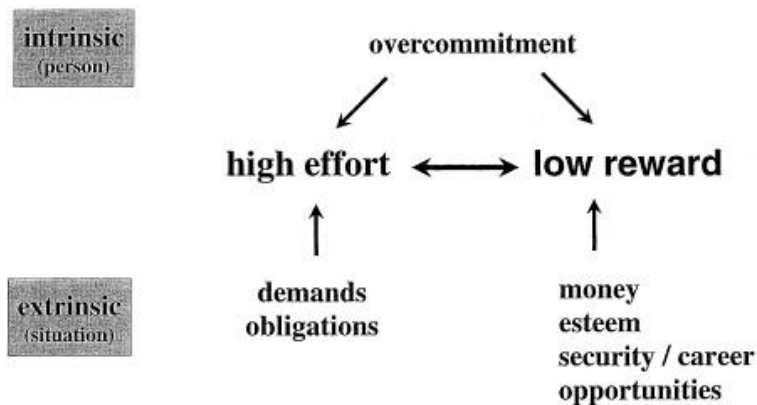 intrinsic
(person)
overcommitment
high effort
low reward
extrinsic
(situation)
demands
obligations
money
esteem
security / career
opportunities